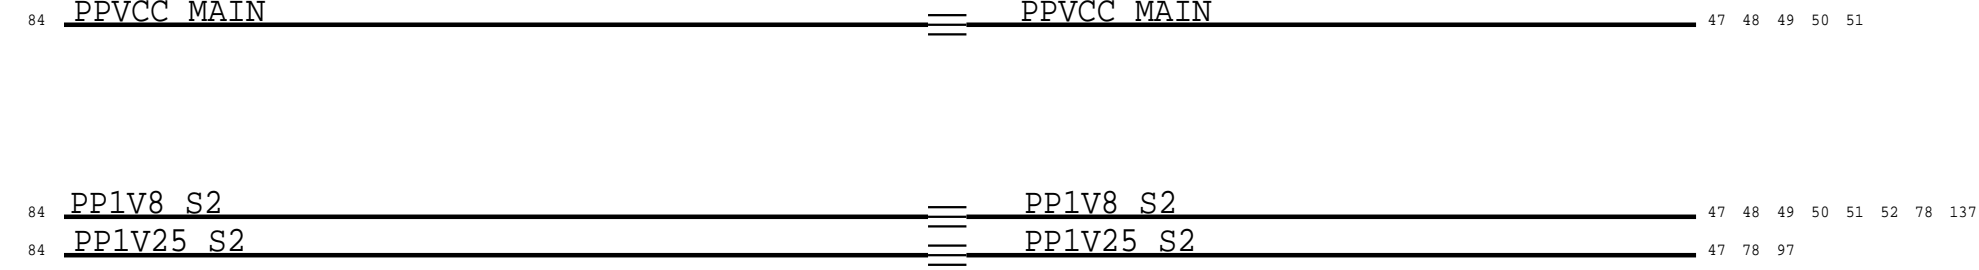 84 PPVCC_MAIN PPVCC_MAIN 47 48 49 50 51
84 PP1V8_S2 PP1V8_S2 47 48 49 50 51 52 78 137
84 PP1V25_S2 PP1V25_S2 47 78 97